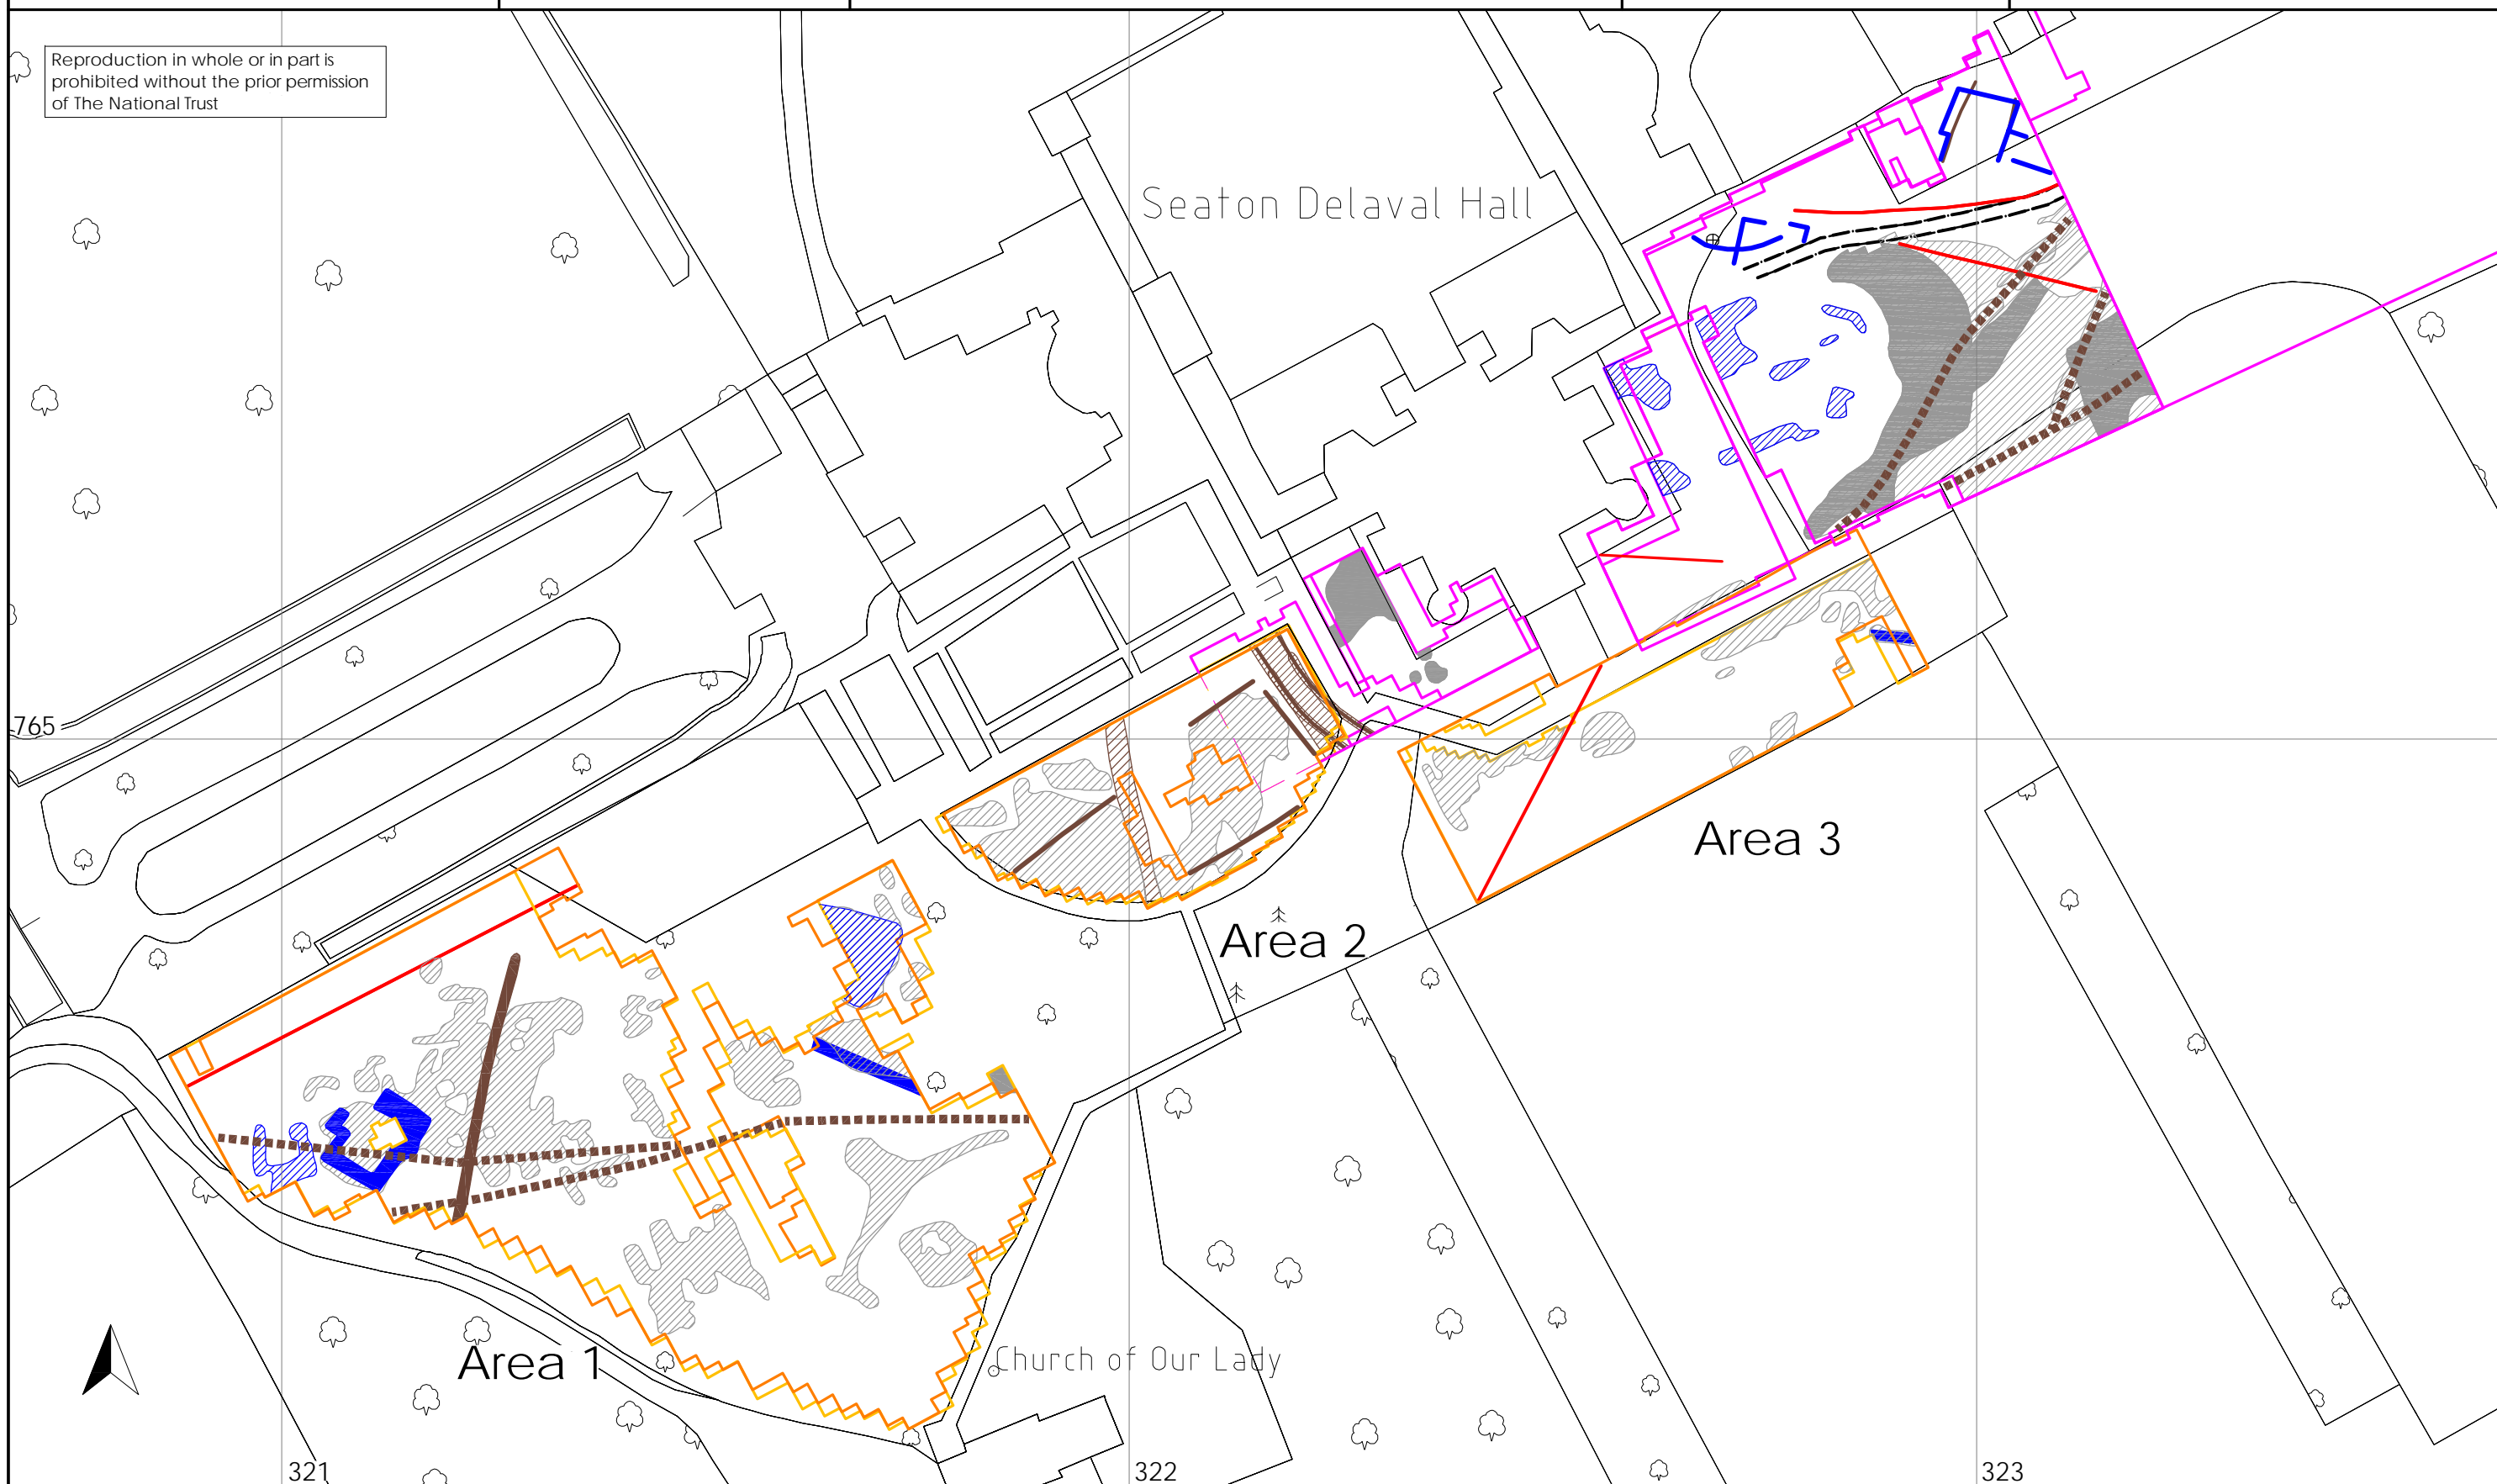 Reproduction in whole or in part is
prohibited without the prior permission
of The National Trust
Seaton Delaval Hall
765
Area 3
Area 2
Area 1
Church of Our Lady
321
322
323